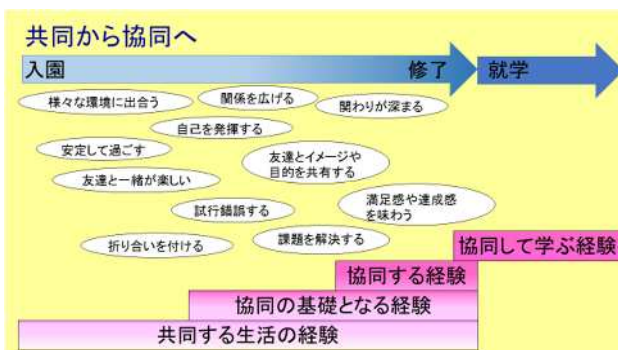 共同から協同へ
入園
修了
就学
様々な環境に出合う
関係を広げる
関わりが深まる
自己を発揮する
安定して過ごす
友達とイメージや
目的を共有する
友達と一緒が楽しい
満足感や達成感
を味わう
試行錯誤する
折り合いを付ける
課題を解決する
協同して学ぶ経験
協同する経験
協同の基礎となる経験
共同する生活の経験